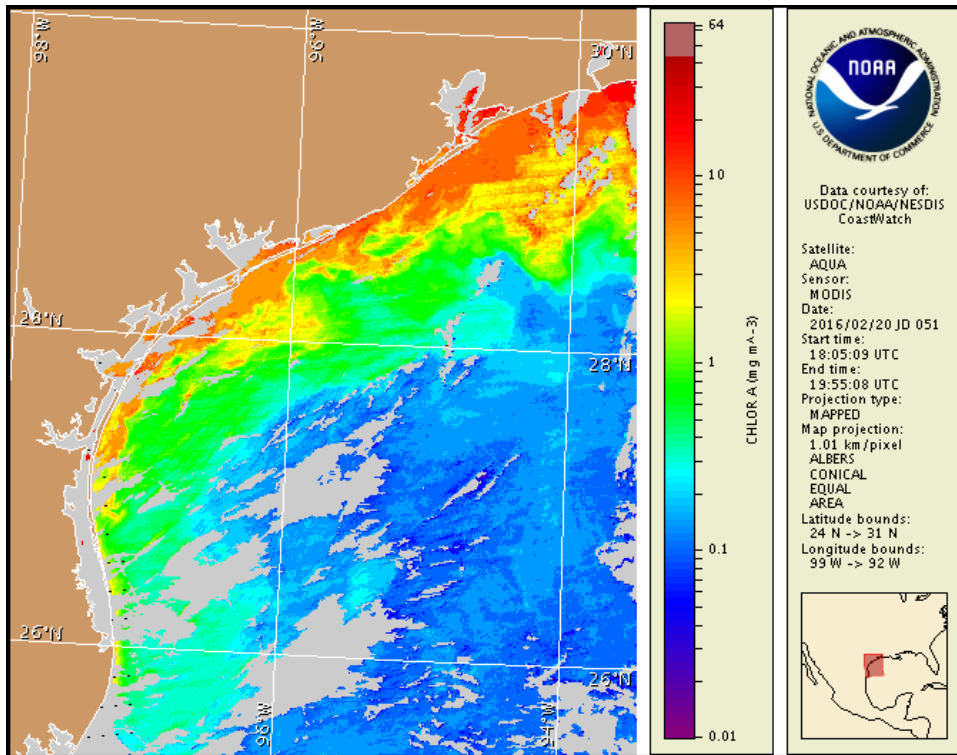 98°W
96°W
30°N
28°N
28°N
26°N
26°N
96°W
94°W
64
10
1
0.1
0.01
CHLOR A (mg m^-3)
NATIONAL OCEANIC AND ATMOSPHERIC ADMINISTRATION
NOAA
U.S. DEPARTMENT OF COMMERCE
Data courtesy of:
USDOC/NOAA/NESDIS
CoastWatch
Satellite:
AQUA
Sensor:
MODIS
Date:
2016/02/20 JD 051
Start time:
18:05:09 UTC
End time:
19:55:08 UTC
Projection type:
MAPPED
Map projection:
1.01 km/pixel
ALBERS
CONICAL
EQUAL
AREA
Latitude bounds:
24 N -> 31 N
Longitude bounds:
99 W -> 92 W